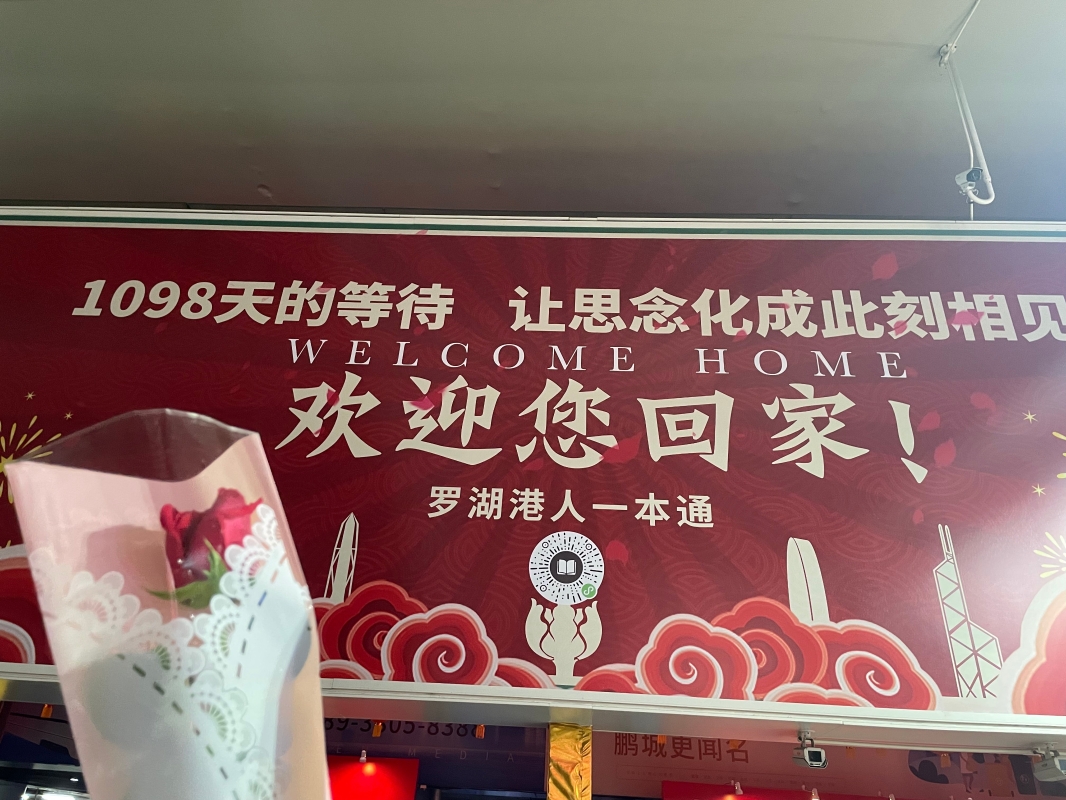 1098天的等待 让思念化成此刻相见
WELCOME HOME
欢迎您回家！
罗湖港人一本通
鹏城更闻名